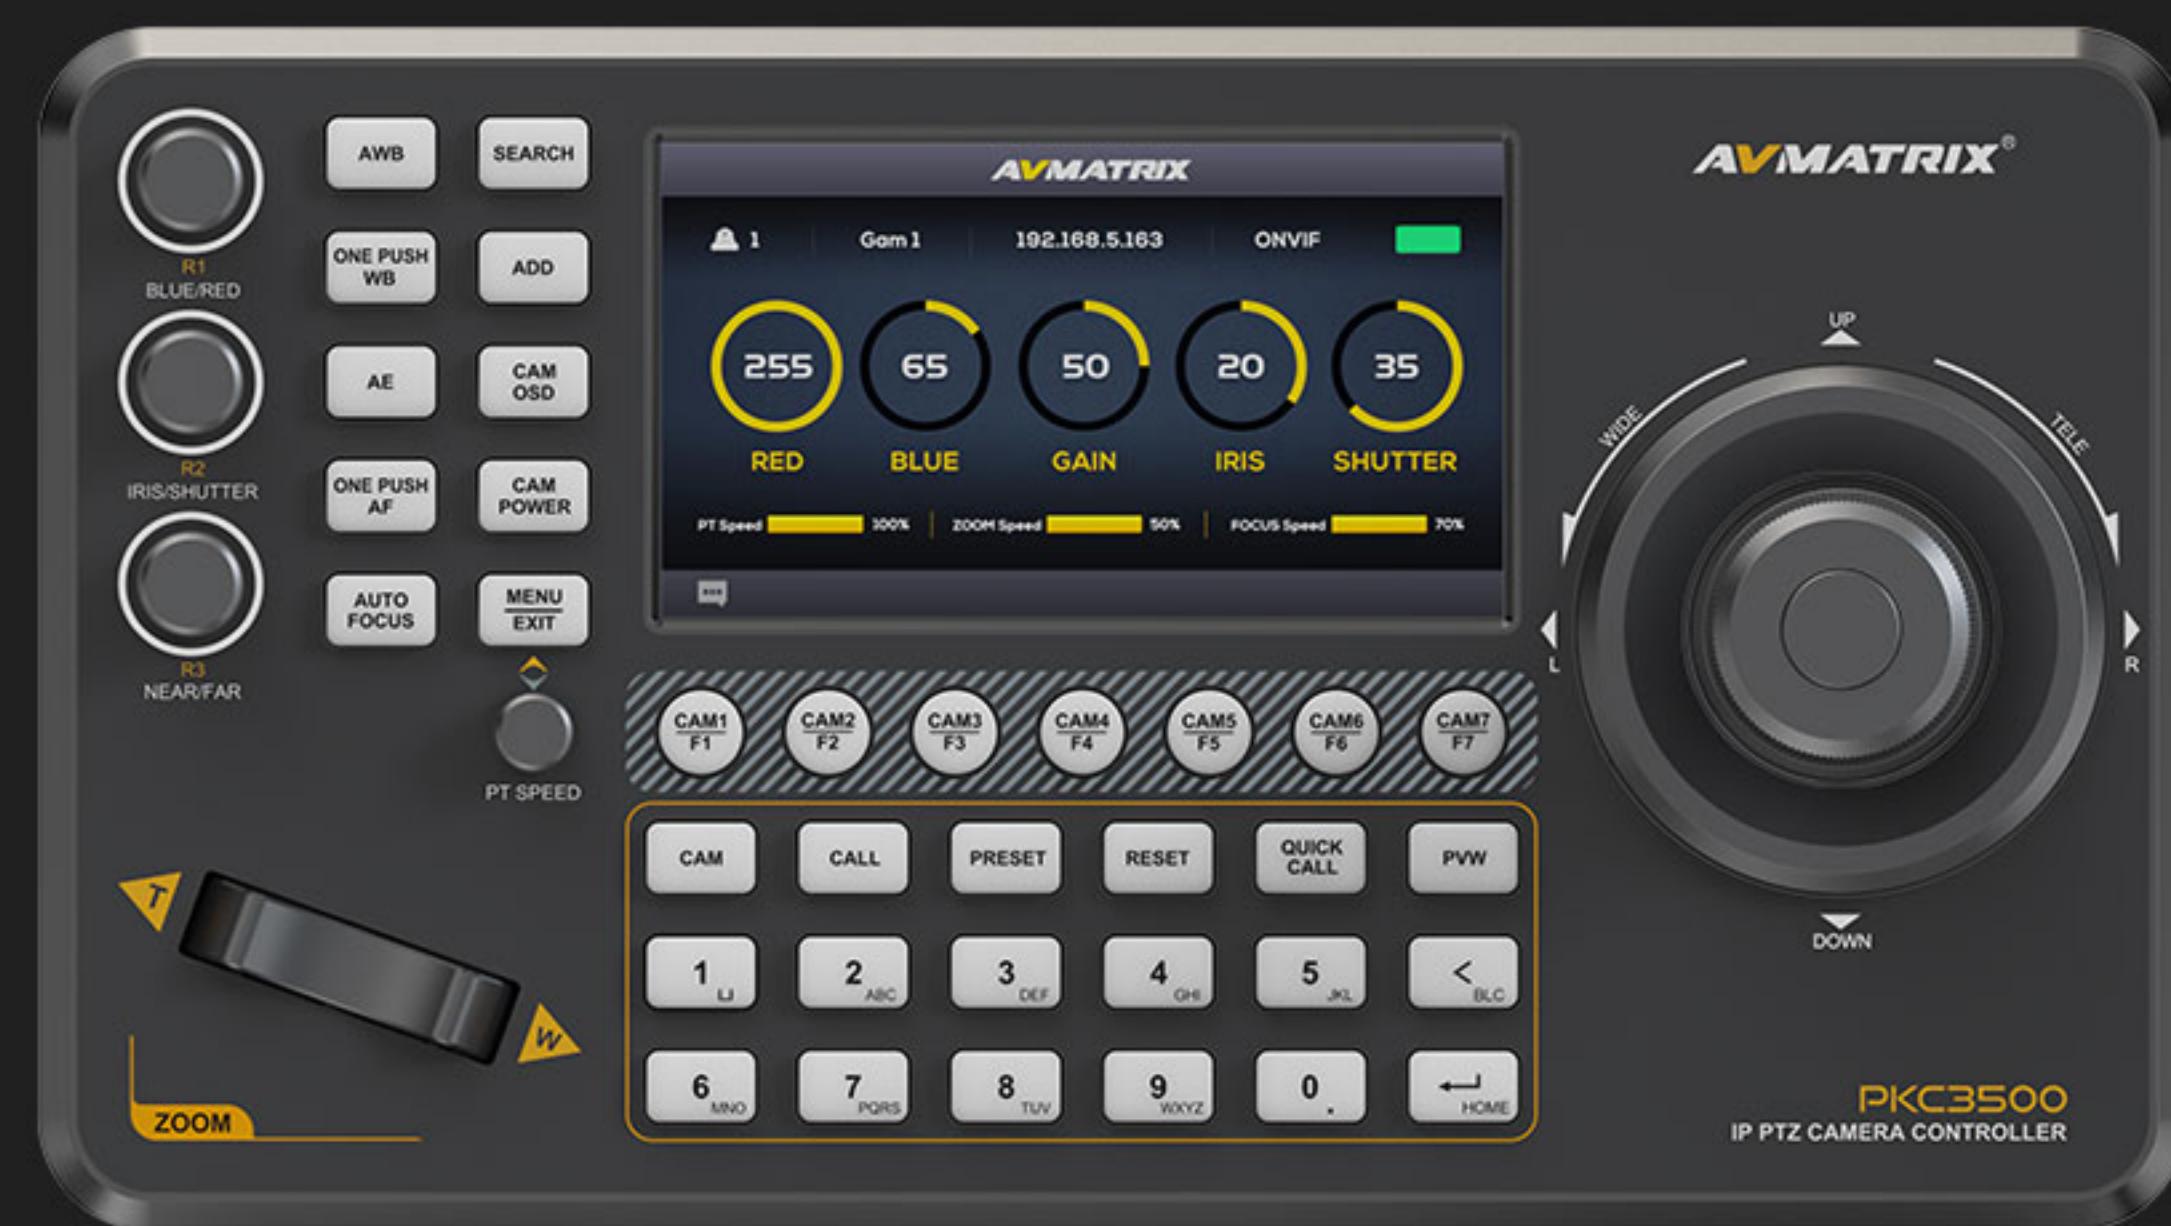 AVMATRIX
1 Gam 1 192.168.5.163 ONVIF
255 65 50 20 35
RED BLUE GAIN IRIS SHUTTER
PT Speed 100% ZOOM Speed 50% FOCUS Speed 70%
AVMATRIX®
R1
BLUE/RED
R2
IRIS/SHUTTER
R3
NEAR/FAR
AWB
SEARCH
ONE PUSH
WB
ADD
AE
CAM
OSD
ONE PUSH
AF
CAM
POWER
AUTO
FOCUS
MENU
EXIT
PT SPEED
T
W
ZOOM
CAM1
F1
CAM2
F2
CAM3
F3
CAM4
F4
CAM5
F5
CAM6
F6
CAM7
F7
CAM
CALL
PRESET
RESET
QUICK
CALL
PVW
1
2 ABC
3 DEF
4 GHI
5 JKL
< BLC
6 MNO
7 PQRS
8 TUV
9 WXYZ
0 .
HOME
UP
WIDE
TELE
L
R
DOWN
PKC3500
IP PTZ CAMERA CONTROLLER